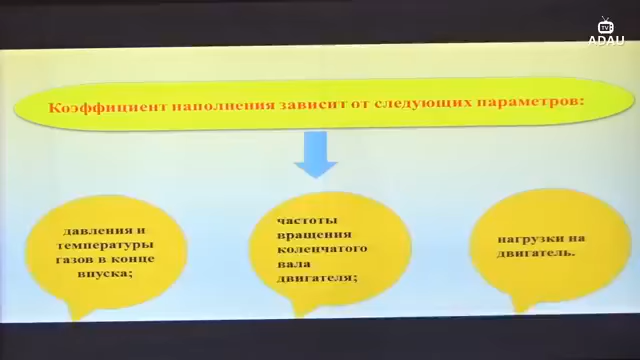 TV
ADAU
Коэффициент наполнения зависит от следующих параметров:
давления и
температуры
газов в конце
впуска;
частоты
вращения
коленчатого
вала
двигателя;
нагрузки на
двигатель.